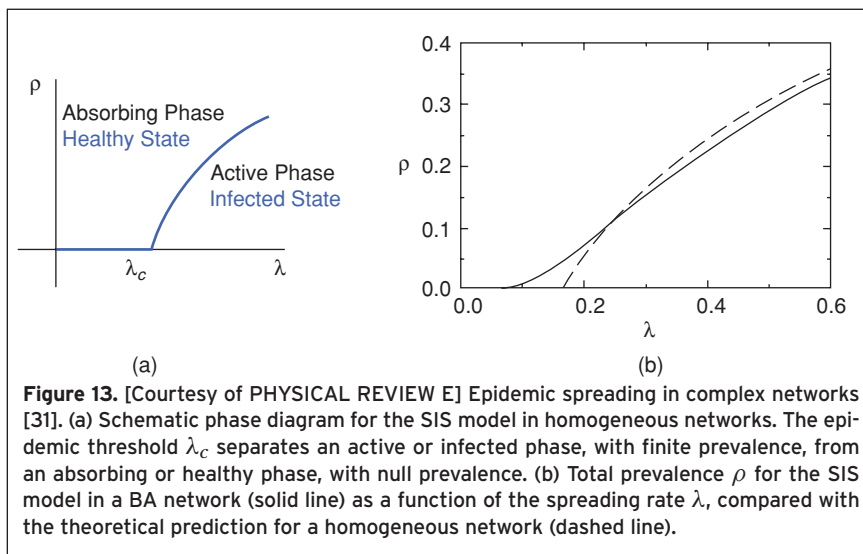 ρ
Absorbing Phase
Healthy State
Active Phase
Infected State
λc
λ
(a)
0.4
0.3
0.2
0.1
0.0
ρ
0.0
0.2
0.4
0.6
λ
(b)
Figure 13. [Courtesy of PHYSICAL REVIEW E] Epidemic spreading in complex networks
[31]. (a) Schematic phase diagram for the SIS model in homogeneous networks. The epi-
demic threshold λc separates an active or infected phase, with finite prevalence, from
an absorbing or healthy phase, with null prevalence. (b) Total prevalence ρ for the SIS
model in a BA network (solid line) as a function of the spreading rate λ, compared with
the theoretical prediction for a homogeneous network (dashed line).